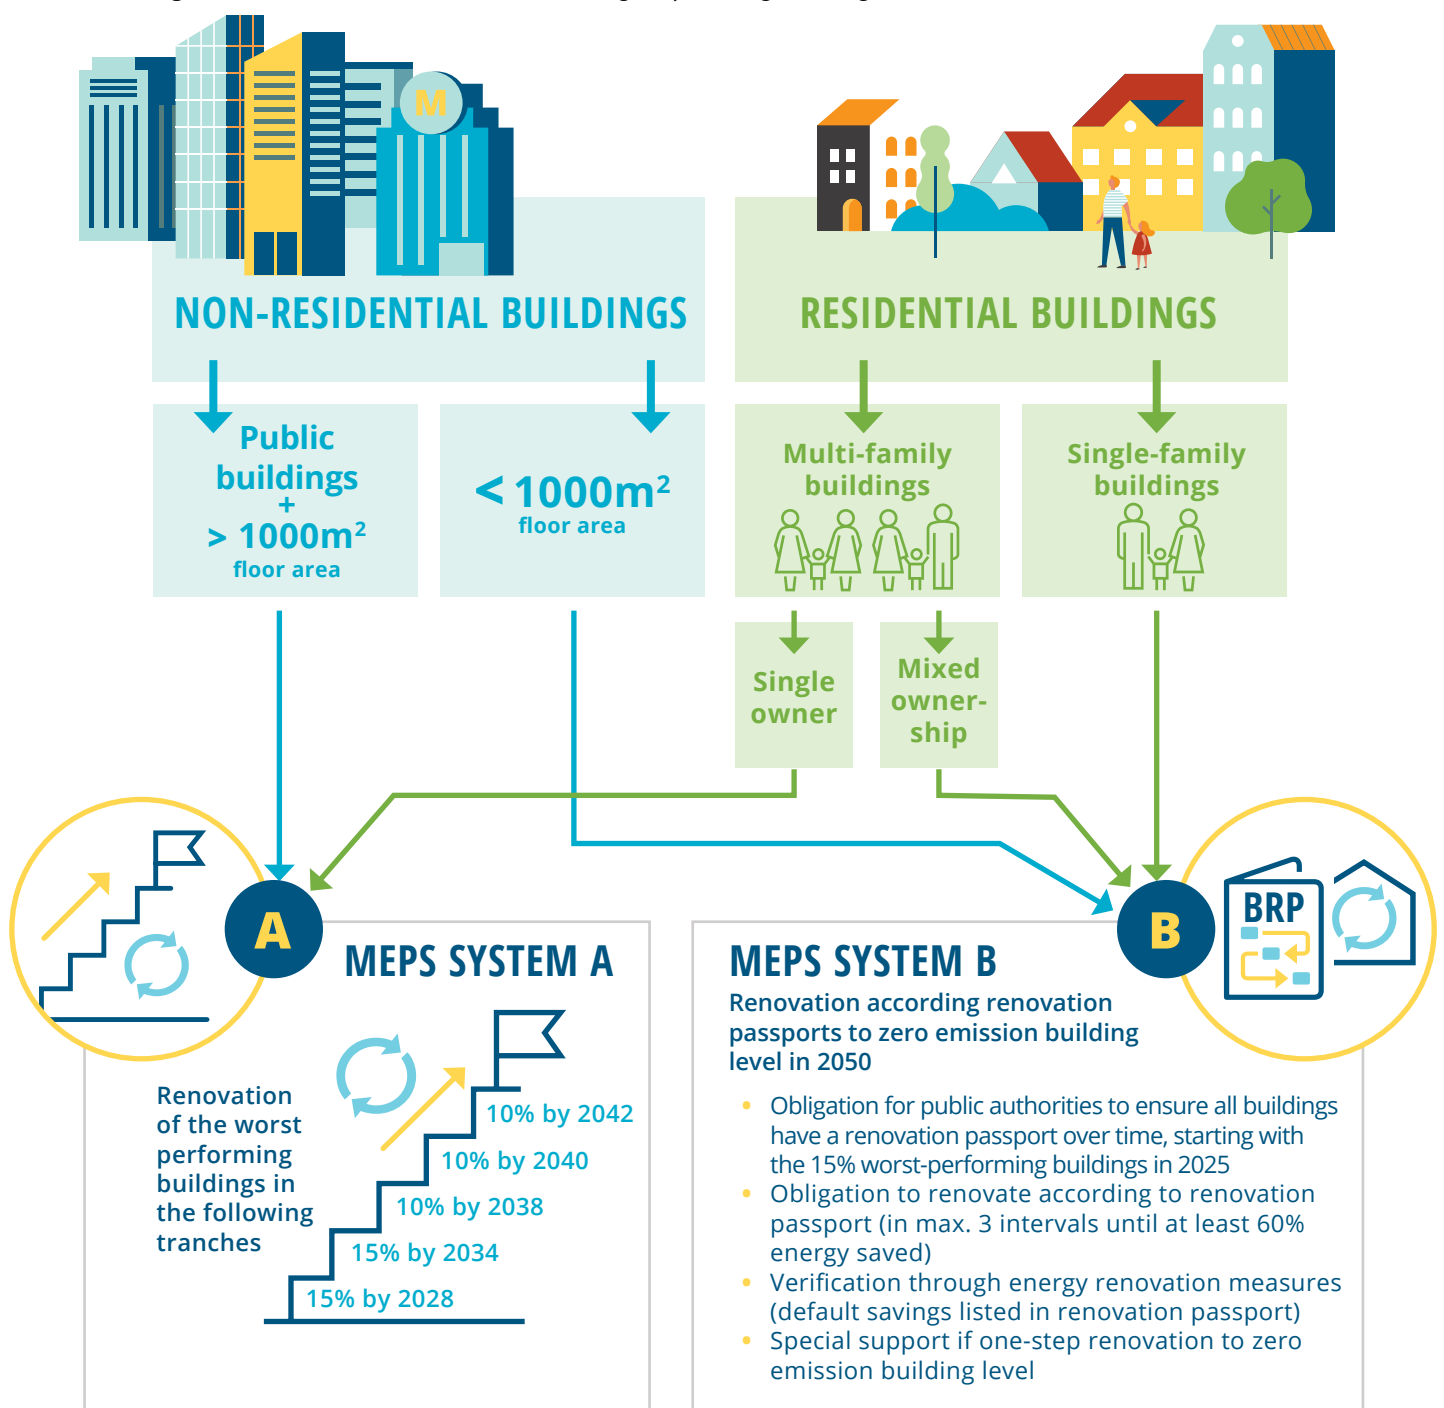 M
NON-RESIDENTIAL BUILDINGS
RESIDENTIAL BUILDINGS
Public
buildings
+
> 1000m²
floor area
< 1000m²
floor area
Multi-family
buildings
Single-family
buildings
Single
owner
Mixed
owner-
ship
A
MEPS SYSTEM A
Renovation
of the worst
performing
buildings in
the following
tranches
10% by 2042
10% by 2040
10% by 2038
15% by 2034
15% by 2028
B
BRP
MEPS SYSTEM B
Renovation according renovation
passports to zero emission building
level in 2050
• Obligation for public authorities to ensure all buildings
have a renovation passport over time, starting with
the 15% worst-performing buildings in 2025
• Obligation to renovate according to renovation
passport (in max. 3 intervals until at least 60%
energy saved)
• Verification through energy renovation measures
(default savings listed in renovation passport)
• Special support if one-step renovation to zero
emission building level